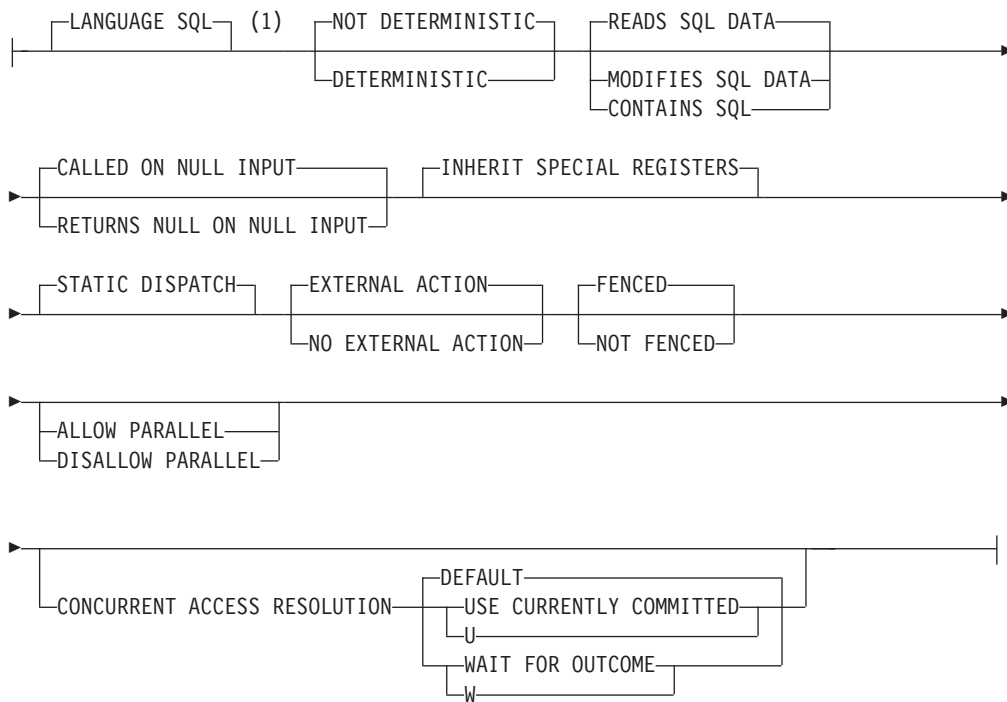 LANGUAGE SQL (1) NOT DETERMINISTIC READS SQL DATA
DETERMINISTIC MODIFIES SQL DATA
CONTAINS SQL
CALLED ON NULL INPUT INHERIT SPECIAL REGISTERS
RETURNS NULL ON NULL INPUT
STATIC DISPATCH EXTERNAL ACTION FENCED
NO EXTERNAL ACTION NOT FENCED
ALLOW PARALLEL
DISALLOW PARALLEL
DEFAULT
CONCURRENT ACCESS RESOLUTION USE CURRENTLY COMMITTED
U
WAIT FOR OUTCOME
W